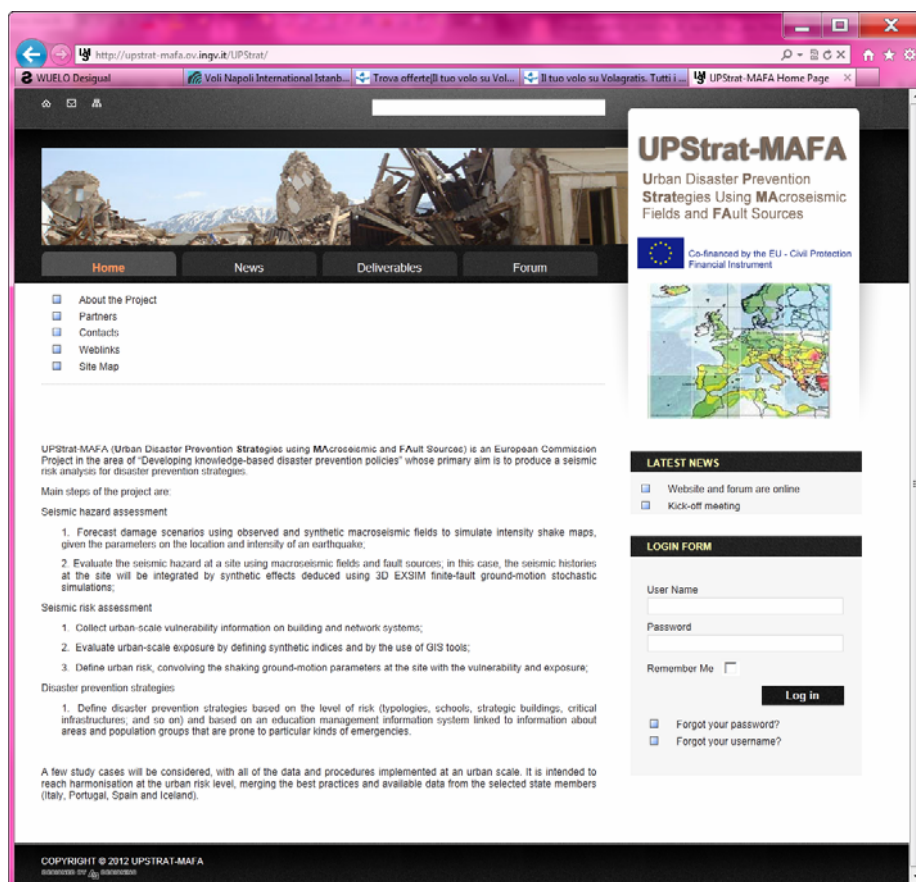 http://upstrat-mafa.ov.ingv.it/UPStrat/
WUELO Desigual
Voli Napoli International Istanb...
Trova offerte|Il tuo volo su Vol...
Il tuo volo su Volagratis. Tutti i ...
UPStrat-MAFA Home Page
UPStrat-MAFA
Urban Disaster Prevention
Strategies Using MAcroseismic
Fields and FAult Sources
Co-financed by the EU - Civil Protection
Financial Instrument
Home
News
Deliverables
Forum
About the Project
Partners
Contacts
Weblinks
Site Map
UPStrat-MAFA (Urban Disaster Prevention Strategies using MAcroseismic and FAult Sources) is an European Commission
Project in the area of "Developing knowledge-based disaster prevention policies" whose primary aim is to produce a seismic
risk analysis for disaster prevention strategies.
Main steps of the project are:
Seismic hazard assessment
1. Forecast damage scenarios using observed and synthetic macroseismic fields to simulate intensity shake maps,
given the parameters on the location and intensity of an earthquake;
2. Evaluate the seismic hazard at a site using macroseismic fields and fault sources; in this case, the seismic histories
at the site will be integrated by synthetic effects deduced using 3D EXSIM finite-fault ground-motion stochastic
simulations;
Seismic risk assessment
1. Collect urban-scale vulnerability information on building and network systems;
2. Evaluate urban-scale exposure by defining synthetic indices and by the use of GIS tools;
3. Define urban risk, convolving the shaking ground-motion parameters at the site with the vulnerability and exposure;
Disaster prevention strategies
1. Define disaster prevention strategies based on the level of risk (typologies, schools, strategic buildings, critical
infrastructures; and so on) and based on an education management information system linked to information about
areas and population groups that are prone to particular kinds of emergencies.
A few study cases will be considered, with all of the data and procedures implemented at an urban scale. It is intended to
reach harmonisation at the urban risk level, merging the best practices and available data from the selected state members
(Italy, Portugal, Spain and Iceland).
LATEST NEWS
Website and forum are online
Kick-off meeting
LOGIN FORM
User Name
Password
Remember Me
Log in
Forgot your password?
Forgot your username?
COPYRIGHT © 2012 UPSTRAT-MAFA